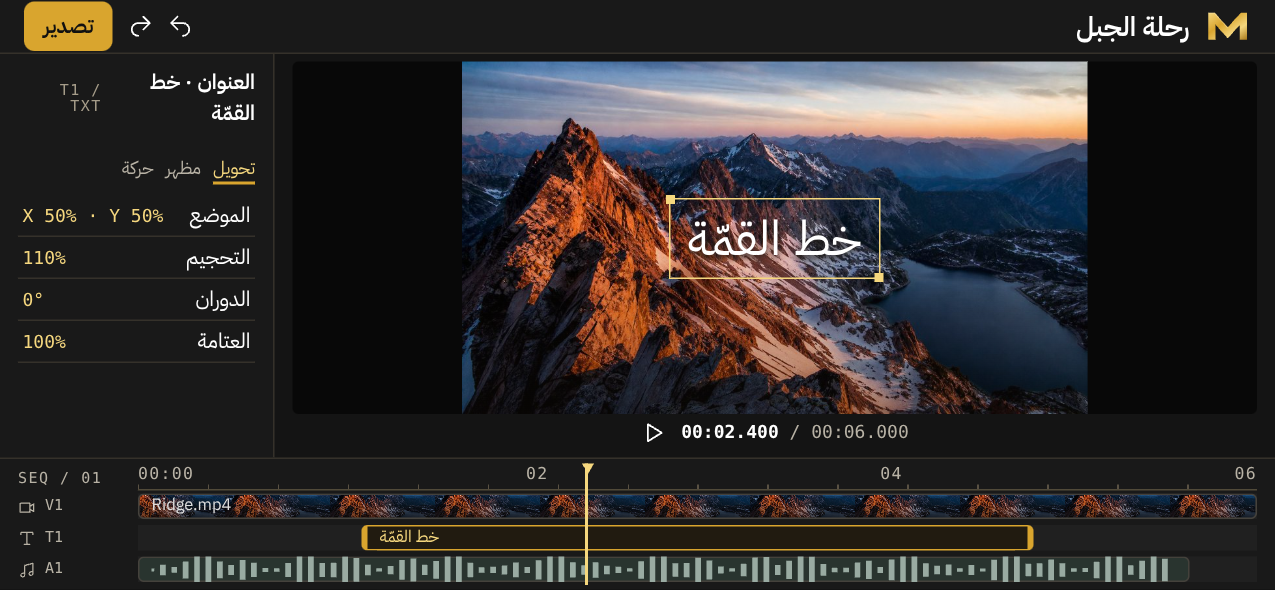 رحلة الجبل
تصدير
العنوان · خط
القمّة
T1 /
TXT
تحويل مظهر حركة
الموضع X 50% · Y 50%
التحجيم 110%
الدوران 0°
العتامة 100%
خط القمّة
00:02.400 / 00:06.000
SEQ / 01
00:00 02 04 06
V1 Ridge.mp4
T1 خط القمّة
A1